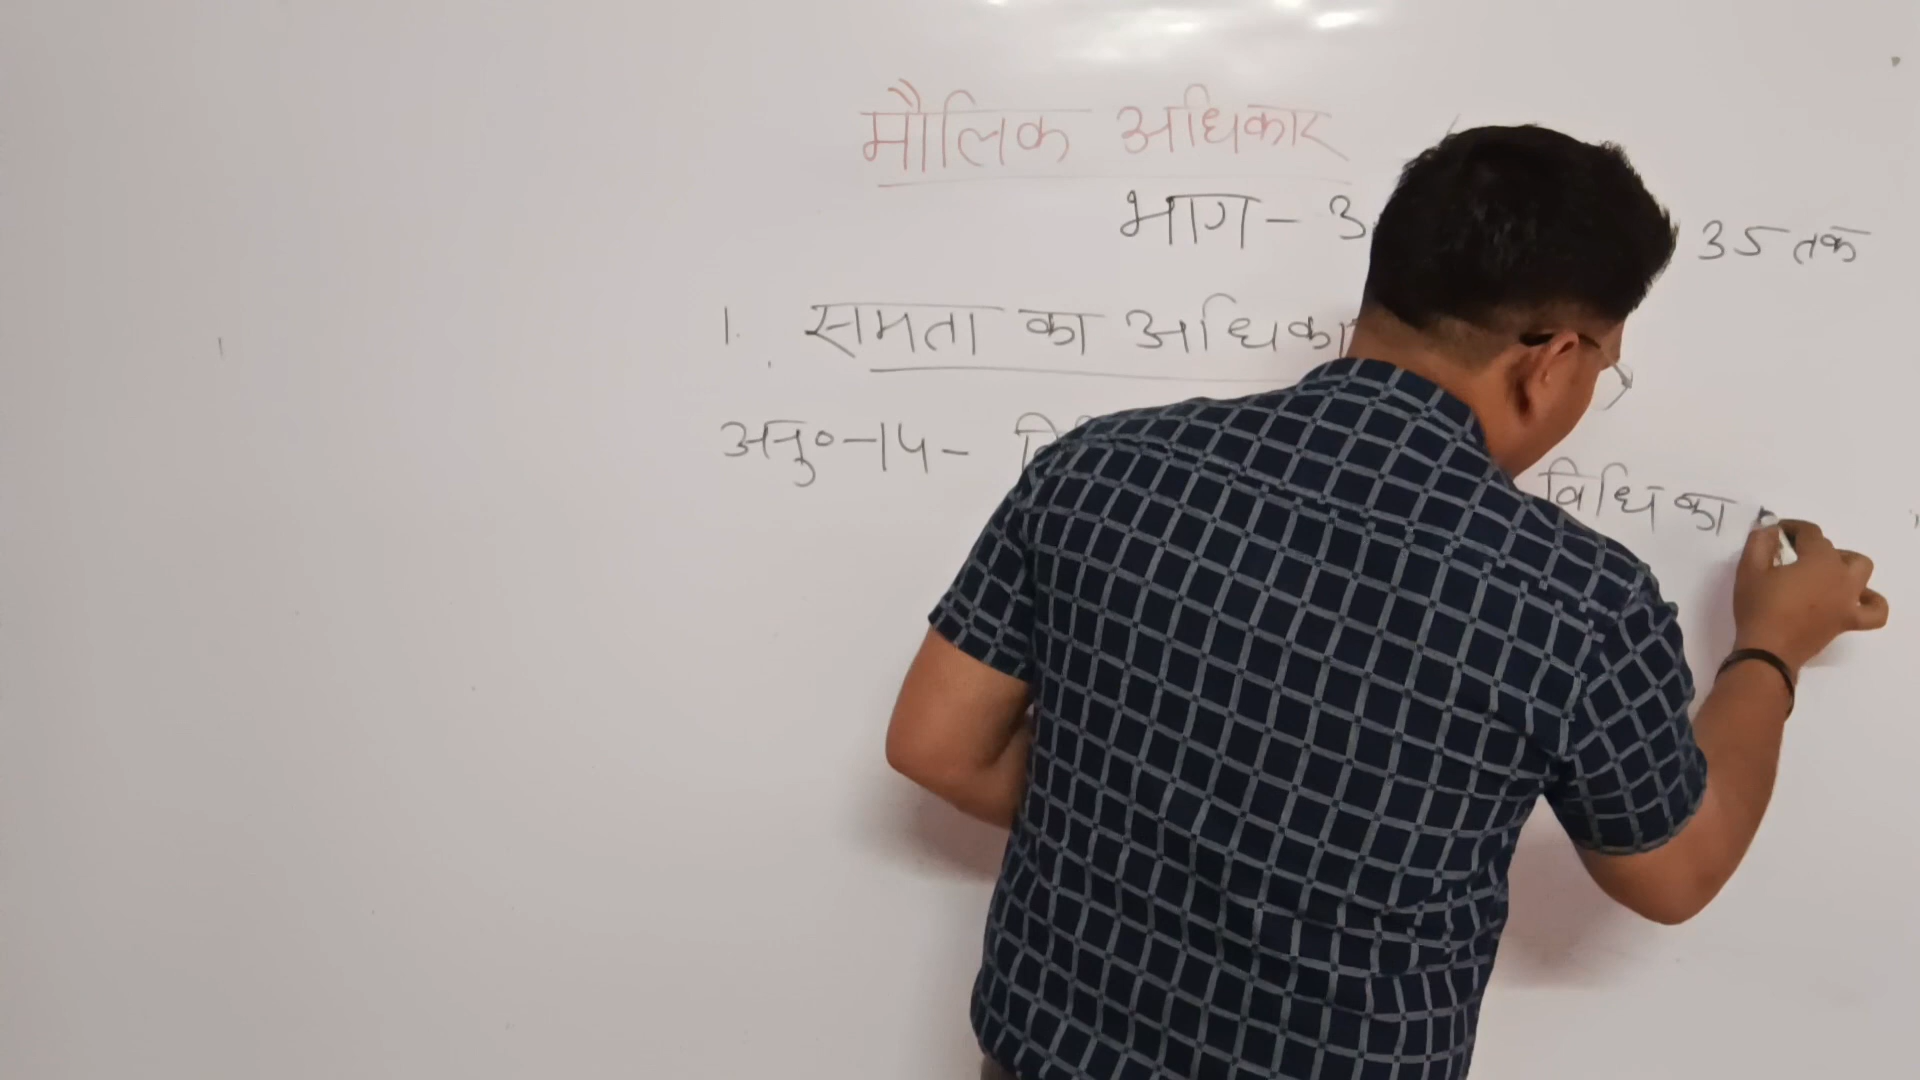 मौलिक अधिकार
भाग - 3 35 तक
1. समता का अधिका
अनु०-14- विधि का